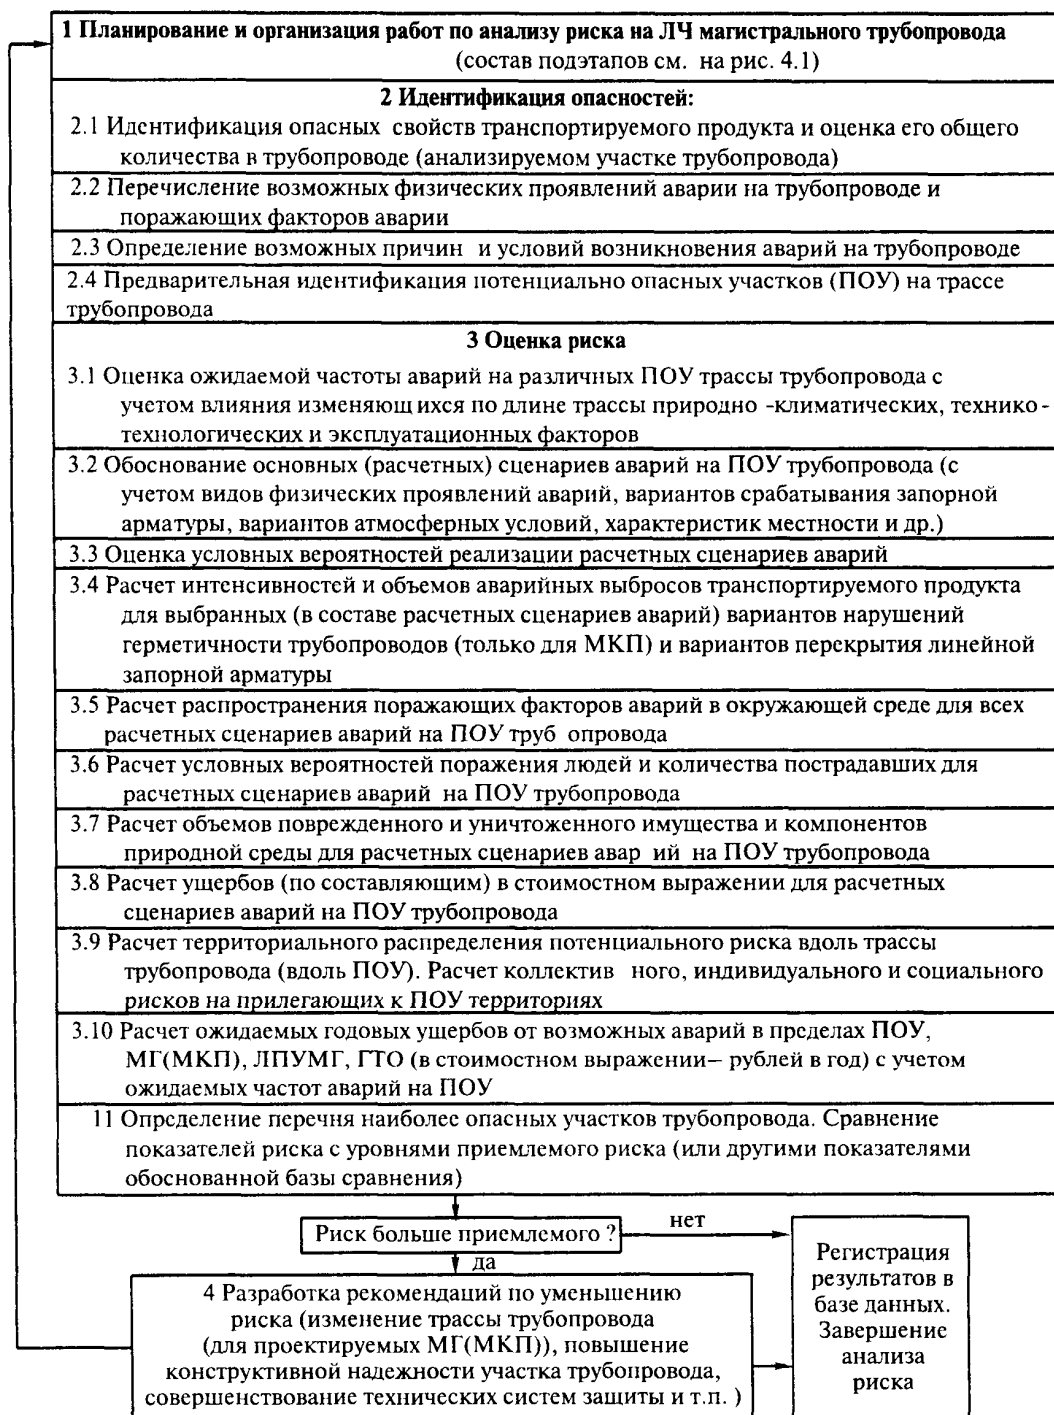 1 Планирование и организация работ по анализу риска на ЛЧ магистрального трубопровода
(состав подэтапов см. на рис. 4.1)
2 Идентификация опасностей:
2.1 Идентификация опасных свойств транспортируемого продукта и оценка его общего
количества в трубопроводе (анализируемом участке трубопровода)
2.2 Перечисление возможных физических проявлений аварии на трубопроводе и
поражающих факторов аварии
2.3 Определение возможных причин и условий возникновения аварий на трубопроводе
2.4 Предварительная идентификация потенциально опасных участков (ПОУ) на трассе
трубопровода
3 Оценка риска
3.1 Оценка ожидаемой частоты аварий на различных ПОУ трассы трубопровода с
учетом влияния изменяющ ихся по длине трассы природно -климатических, технико-
технологических и эксплуатационных факторов
3.2 Обоснование основных (расчетных) сценариев аварий на ПОУ трубопровода (с
учетом видов физических проявлений аварий, вариантов срабатывания запорной
арматуры, вариантов атмосферных условий, характеристик местности и др.)
3.3 Оценка условных вероятностей реализации расчетных сценариев аварий
3.4 Расчет интенсивностей и объемов аварийных выбросов транспортируемого продукта
для выбранных (в составе расчетных сценариев аварий) вариантов нарушений
герметичности трубопроводов (только для МКП) и вариантов перекрытия линейной
запорной арматуры
3.5 Расчет распространения поражающих факторов аварий в окружающей среде для всех
расчетных сценариев аварий на ПОУ труб опровода
3.6 Расчет условных вероятностей поражения людей и количества пострадавших для
расчетных сценариев аварий на ПОУ трубопровода
3.7 Расчет объемов поврежденного и уничтоженного имущества и компонентов
природной среды для расчетных сценариев авар ий на ПОУ трубопровода
3.8 Расчет ущербов (по составляющим) в стоимостном выражении для расчетных
сценариев аварий на ПОУ трубопровода
3.9 Расчет территориального распределения потенциального риска вдоль трассы
трубопровода (вдоль ПОУ). Расчет коллектив ного, индивидуального и социального
рисков на прилегающих к ПОУ территориях
3.10 Расчет ожидаемых годовых ущербов от возможных аварий в пределах ПОУ,
МГ(МКП), ЛПУМГ, ГТО (в стоимостном выражении– рублей в год) с учетом
ожидаемых частот аварий на ПОУ
11 Определение перечня наиболее опасных участков трубопровода. Сравнение
показателей риска с уровнями приемлемого риска (или другими показателями
обоснованной базы сравнения)
Риск больше приемлемого ?
нет
да
4 Разработка рекомендаций по уменьшению
риска (изменение трассы трубопровода
(для проектируемых МГ(МКП)), повышение
конструктивной надежности участка трубопровода,
совершенствование технических систем защиты и т.п. )
Регистрация
результатов в
базе данных.
Завершение
анализа
риска